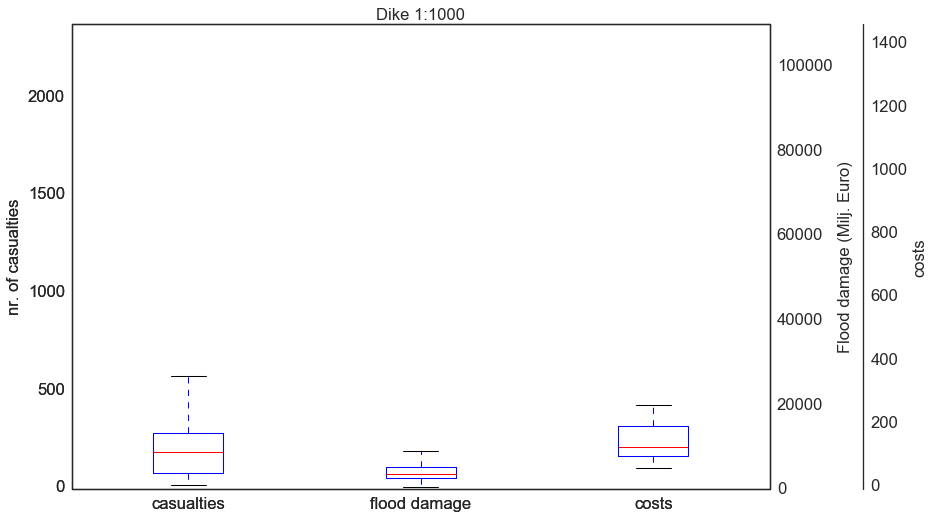 Dike 1:1000
nr. of casualties
2000
1500
1000
500
0
casualties
flood damage
costs
100000
80000
60000
40000
20000
0
Flood damage (Milj. Euro)
1400
1200
1000
800
600
400
200
0
costs